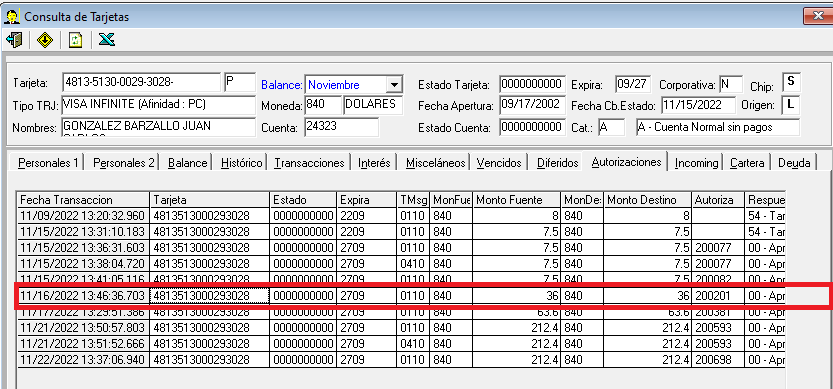 Consulta de Tarjetas
Tarjeta: 4813-5130-0029-3028- P Balance: Noviembre Estado Tarjeta: 0000000000 Expira: 09/27 Corporativa: N Chip: S
Tipo TRJ: VISA INFINITE (Afinidad : PC) Moneda: 840 DOLARES Fecha Apertura: 09/17/2002 Fecha Cb.Estado: 11/15/2022 Origen: L
Nombres: GONZALEZ BARZALLO JUAN Cuenta: 24323 Estado Cuenta: 0000000000 Cat.: A A - Cuenta Normal sin pagos
Personales 1 Personales 2 Balance Histórico Transacciones Interés Misceláneos Vencidos Diferidos Autorizaciones Incoming Cartera Deuda
Fecha Transaccion Tarjeta Estado Expira TMsg MonFue Monto Fuente MonDes Monto Destino Autoriza Respue
11/09/2022 13:20:32.960 4813513000293028 0000000000 2209 0110 840 8 840 8 54 - Tar
11/15/2022 13:31:10.183 4813513000293028 0000000000 2209 0110 840 7.5 840 7.5 54 - Tar
11/15/2022 13:36:31.603 4813513000293028 0000000000 2709 0110 840 7.5 840 7.5 200077 00 - Apr
11/15/2022 13:38:04.720 4813513000293028 0000000000 2709 0410 840 7.5 840 7.5 200077 00 - Apr
11/15/2022 13:41:05.116 4813513000293028 0000000000 2709 0110 840 7.5 840 7.5 200082 00 - Apr
11/16/2022 13:46:36.703 4813513000293028 0000000000 2709 0110 840 36 840 36 200201 00 - Apr
11/17/2022 13:29:51.386 4813513000293028 0000000000 2709 0110 840 63.6 840 63.6 200381 00 - Apr
11/21/2022 13:50:57.803 4813513000293028 0000000000 2709 0110 840 212.4 840 212.4 200593 00 - Apr
11/21/2022 13:51:52.666 4813513000293028 0000000000 2709 0410 840 212.4 840 212.4 200593 00 - Apr
11/22/2022 13:37:06.940 4813513000293028 0000000000 2709 0110 840 212.4 840 212.4 200698 00 - Apr